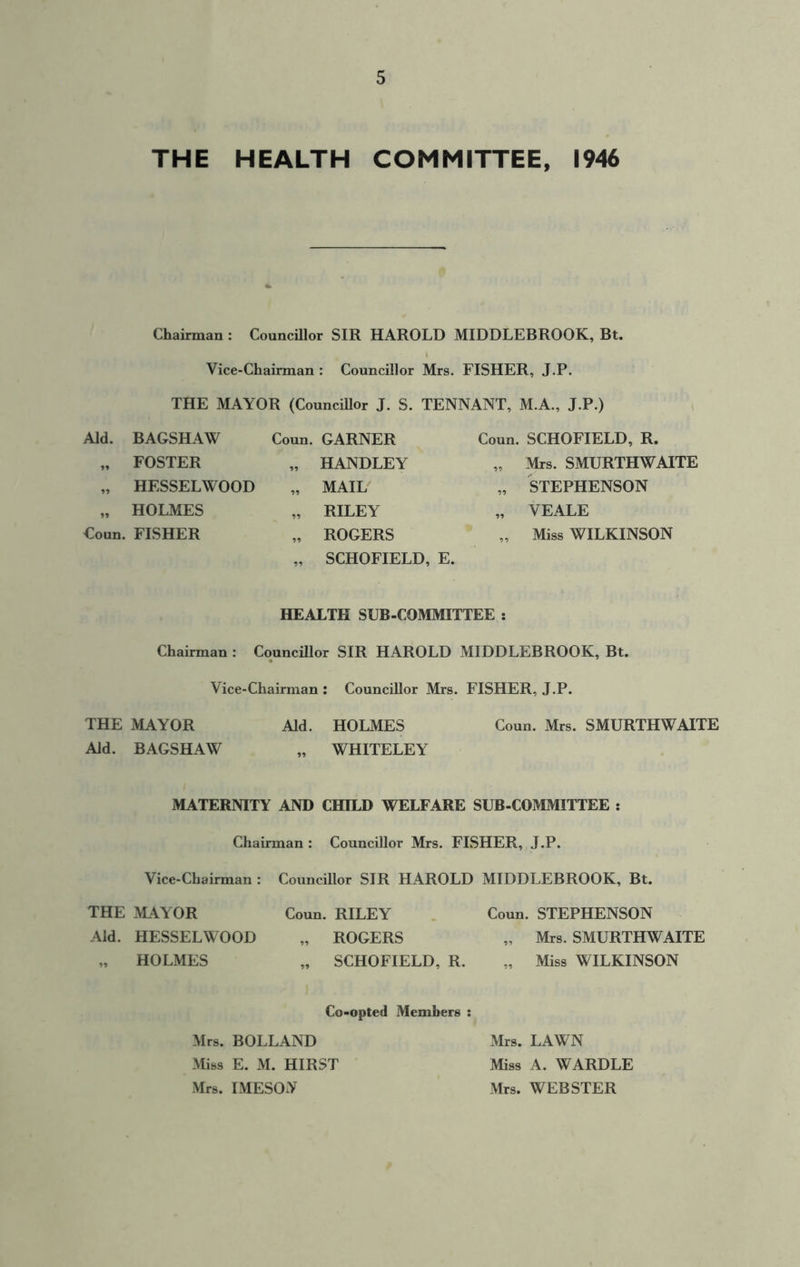 5
THE HEALTH COMMITTEE, 1946
Chairman : Councillor SIR HAROLD MIDDLEBROOK, Bt.
Vice-Chairman : Councillor Mrs. FISHER, J.P.
THE MAYOR (Councillor J. S. TENNANT, M.A., J.P.)
Ald. BAGSHAW Coun. GARNER Coun. SCHOFIELD, R.
„ FOSTER „ HANDLEY „ Mrs. SMURTHWAITE
„ HESSELWOOD „ MAIL „ STEPHENSON
„ HOLMES „ RILEY „ VEALE
Coun. FISHER „ ROGERS „ Miss WILKINSON
„ SCHOFIELD, E.
HEALTH SUB-COMMITTEE :
Chairman : Councillor SIR HAROLD MIDDLEBROOK, Bt.
Vice-Chairman : Councillor Mrs. FISHER, J.P.
THE MAYOR Ald. HOLMES Coun. Mrs. SMURTHWAITE
Ald. BAGSHAW „ WHITELEY
MATERNITY AND CHILD WELFARE SUB-COMMITTEE :
Chairman : Councillor Mrs. FISHER, J.P.
Vice-Chairman : Councillor SIR HAROLD MIDDLEBROOK, Bt.
THE MAYOR Coun. RILEY Coun. STEPHENSON
Ald. HESSELWOOD „ ROGERS „ Mrs. SMURTHWAITE
„ HOLMES „ SCHOFIELD, R. „ Miss WILKINSON
Co-opted Members :
Mrs. BOLLAND Mrs. LAWN
Miss E. M. HIRST Miss A. WARDLE
Mrs. IMESON Mrs. WEBSTER